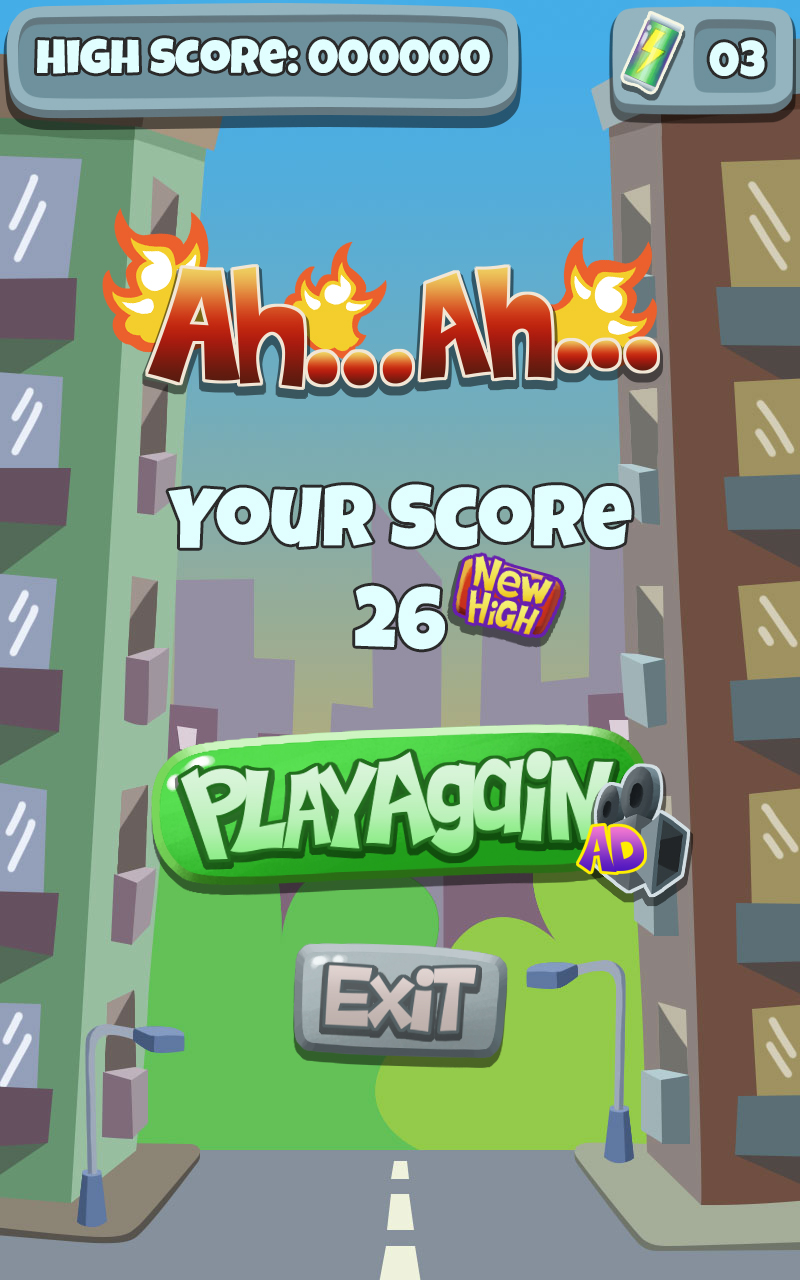 HIGH SCORe: 000000
03
Ah...Ah...
YOUR SCORe
26
New
HiGH
PLAYAgaiN
AD
EXiT